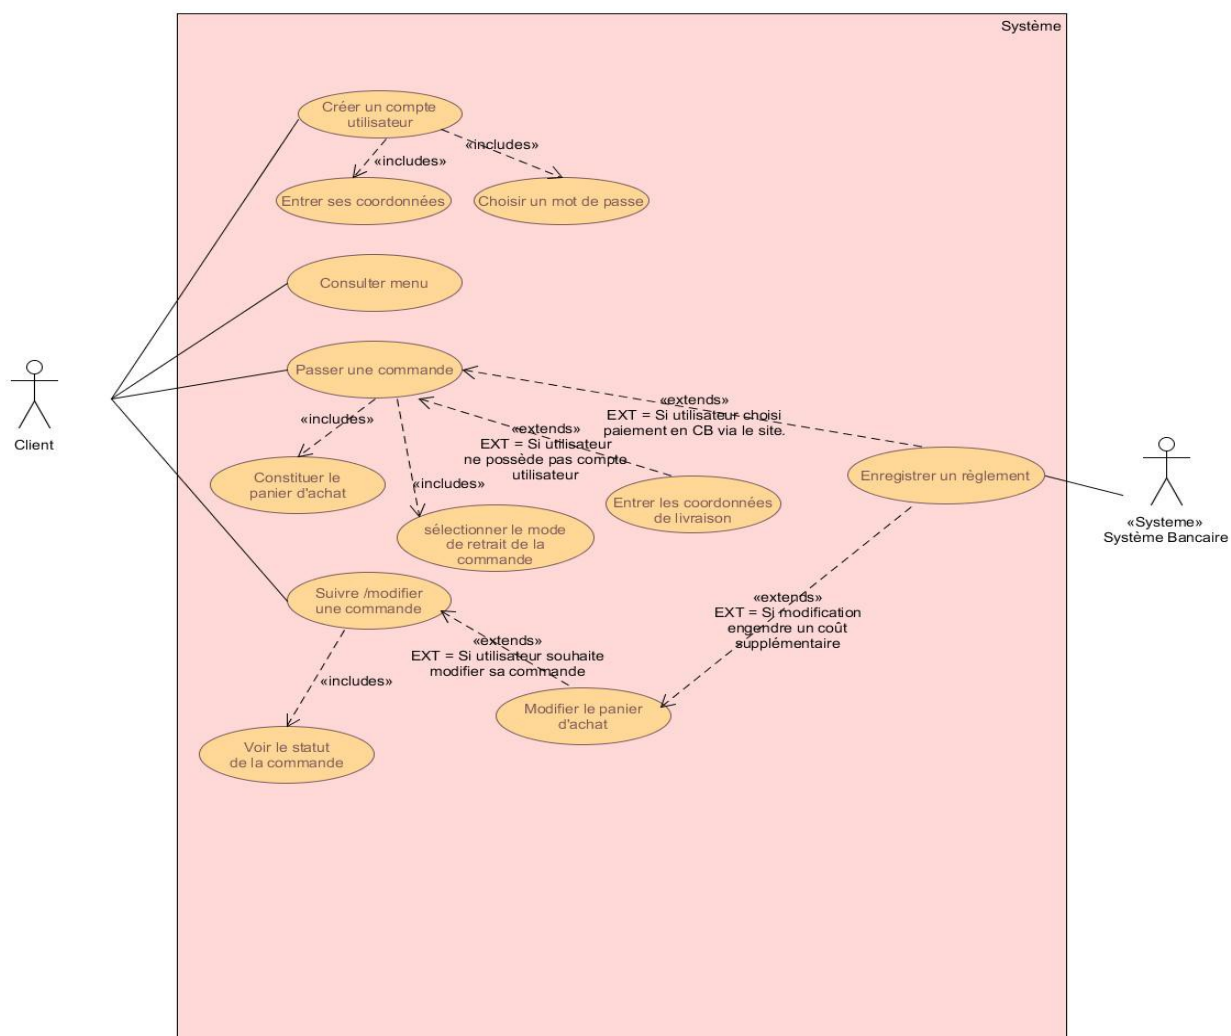 Système
Créer un compte
utilisateur
«includes»
«includes»
Entrer ses coordonnées
Choisir un mot de passe
Consulter menu
Passer une commande
Client
«includes»
«extends»
EXT = Si utilisateur
ne possède pas compte
utilisateur
«extends»
EXT = Si utilisateur choisi
paiement en CB via le site.
Constituer le
panier d'achat
«includes»
Entrer les coordonnées
de livraison
Enregistrer un règlement
«Systeme»
Système Bancaire
sélectionner le mode
de retrait de la
commande
Suivre /modifier
une commande
«extends»
EXT = Si utilisateur souhaite
modifier sa commande
«extends»
EXT = Si modification
engendre un coût
supplémentaire
«includes»
Modifier le panier
d'achat
Voir le statut
de la commande